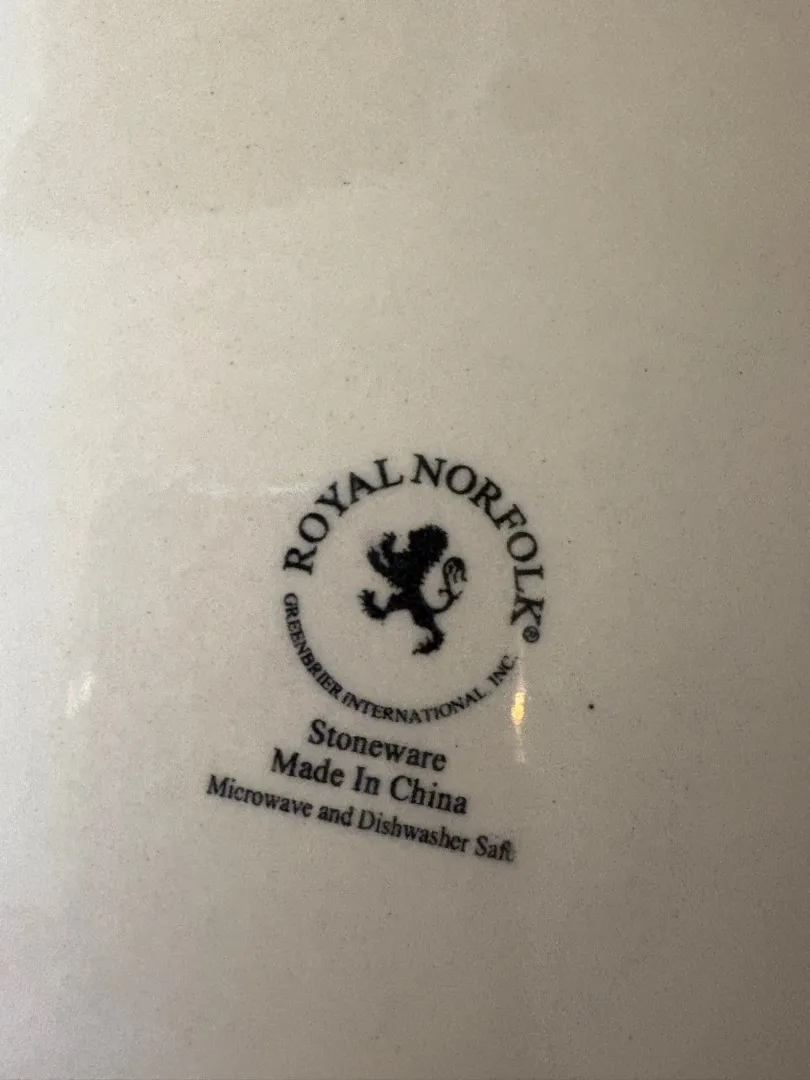 ROYAL NORFOLK®
GREENBRIER INTERNATIONAL INC.
Stoneware
Made In China
Microwave and Dishwasher Safe